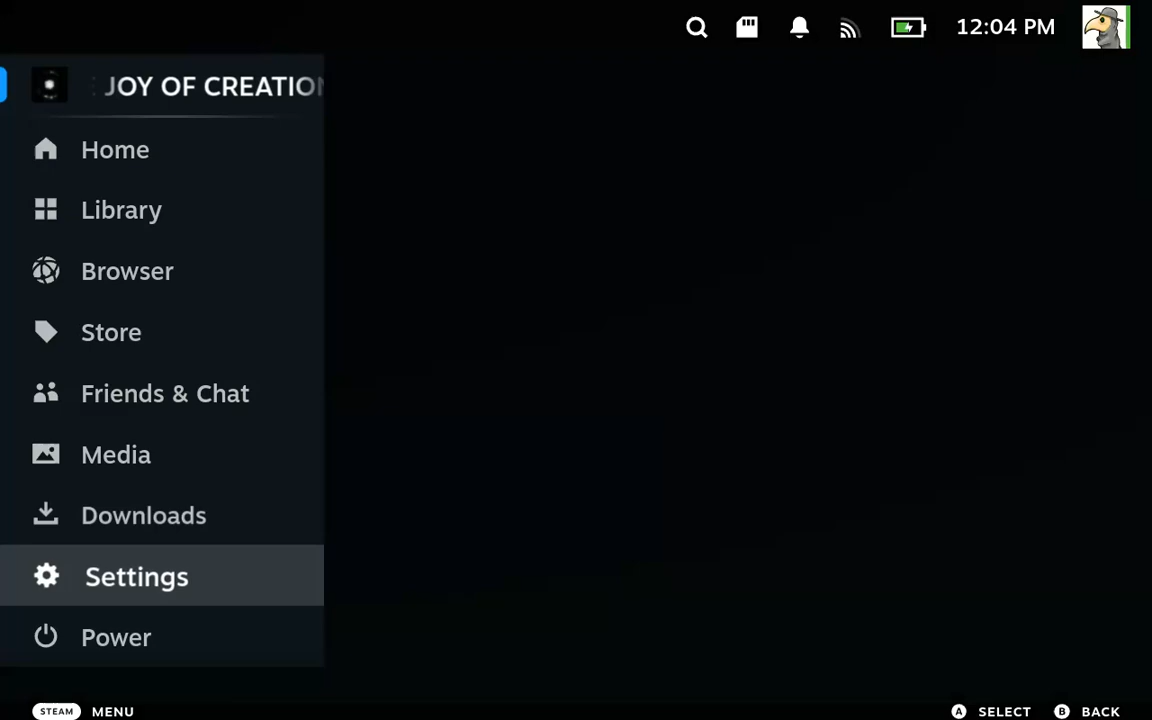 12:04 PM
JOY OF CREATION
Home
Library
Browser
Store
Friends & Chat
Media
Downloads
Settings
Power
STEAM MENU
A SELECT B BACK